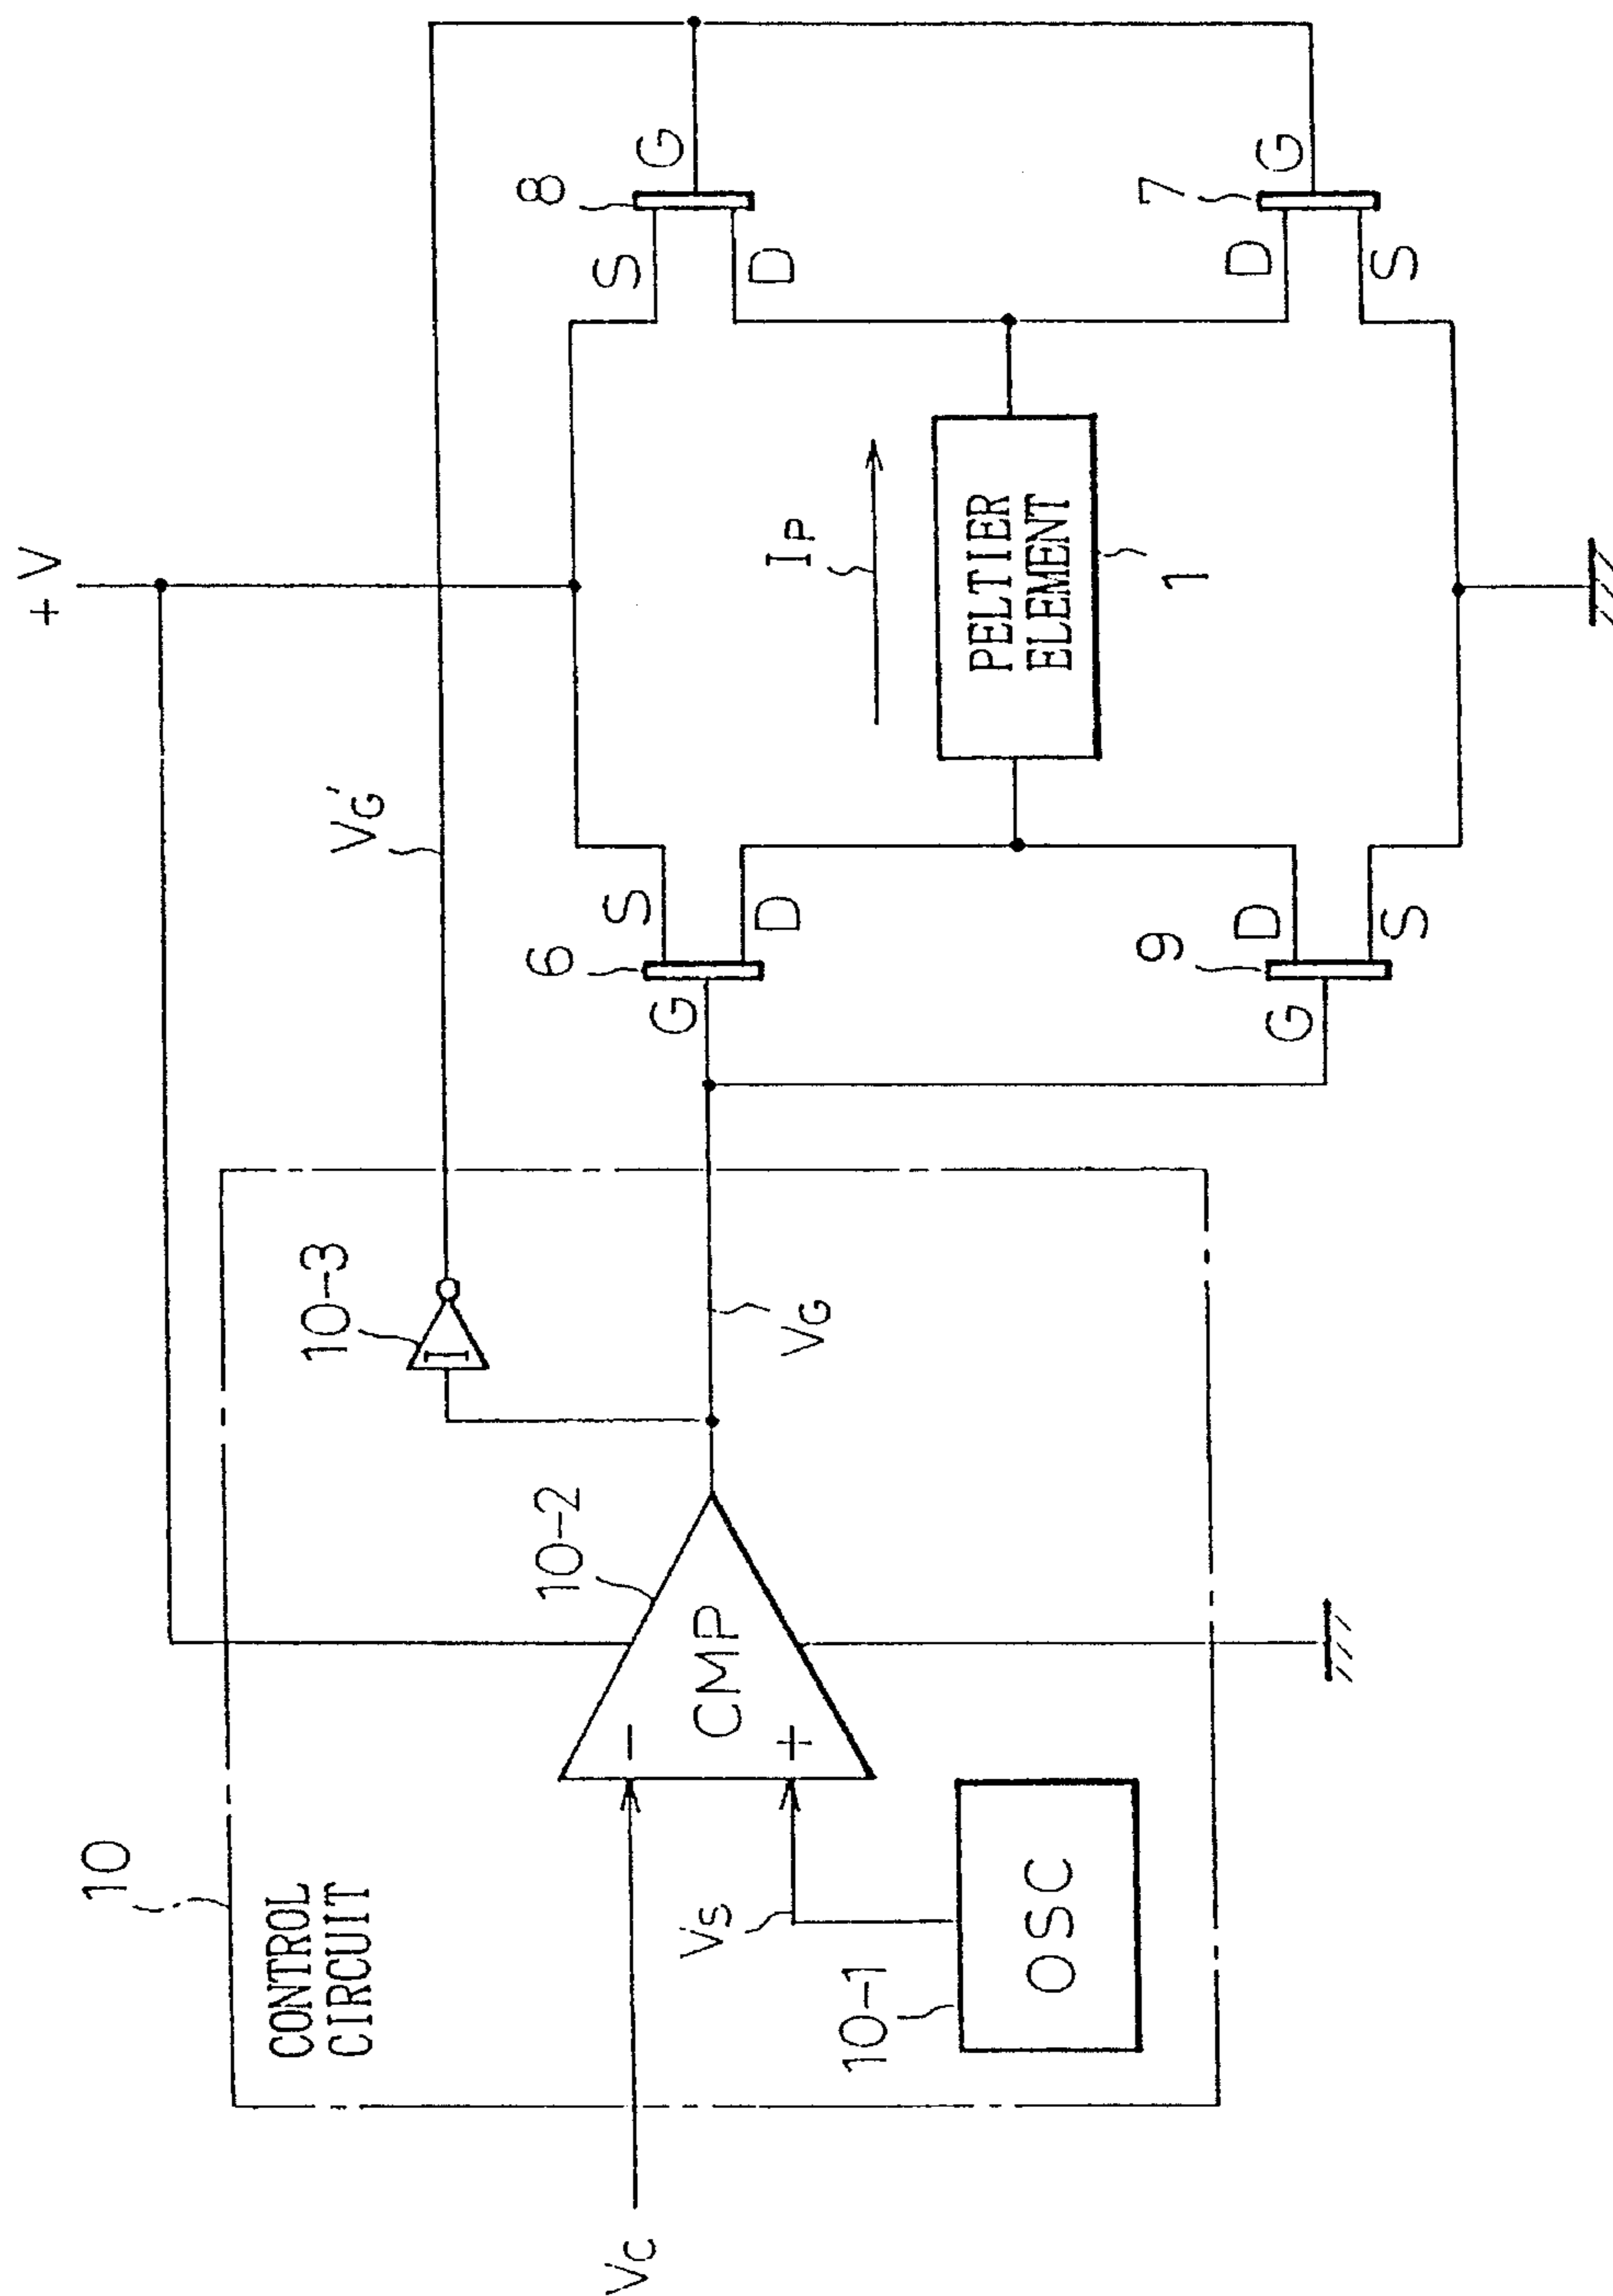 + V
V_G'
10
CONTROL
CIRCUIT
10-3
10-2
CMP
−
+
V_C
V_S
10-1
OSC
V_G
6
G
S
D
8
S
G
D
I_P
PELTIER
ELEMENT
1
9
G
D
S
7
D
G
S